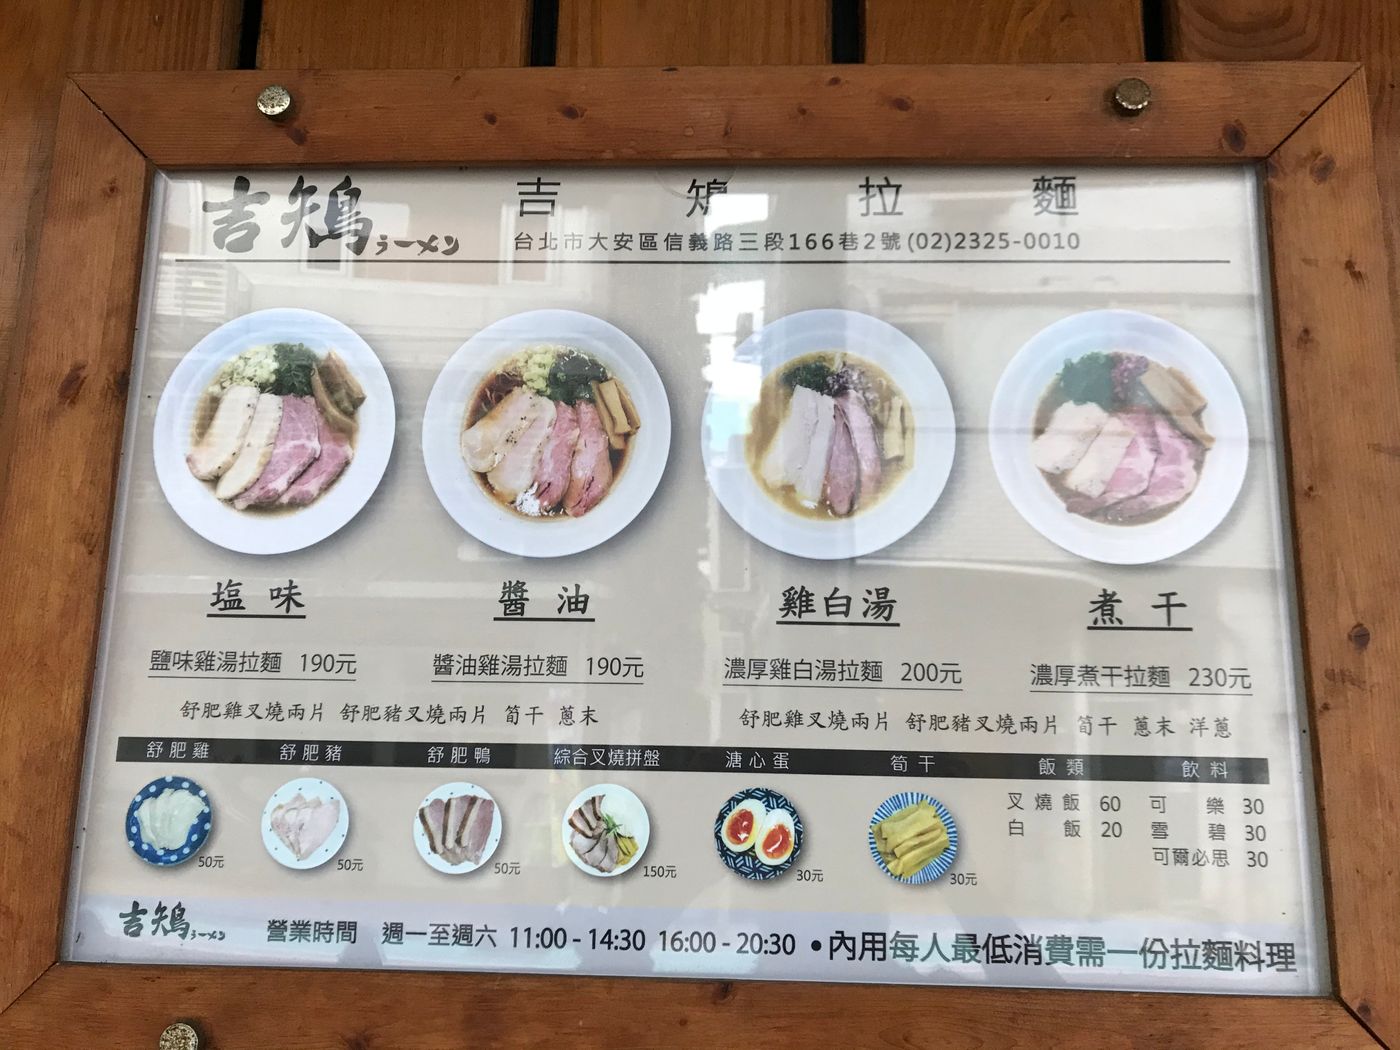 吉鴙ラーメン
吉鴙拉麵
台北市大安區信義路三段166巷2號(02)2325-0010
塩味
醬油
雞白湯
煮干
鹽味雞湯拉麵 190元
醬油雞湯拉麵 190元
濃厚雞白湯拉麵 200元
濃厚煮干拉麵 230元
舒肥雞叉燒兩片 舒肥豬叉燒兩片 筍干 蔥末
舒肥雞叉燒兩片 舒肥豬叉燒兩片 筍干 蔥末 洋蔥
舒肥雞
50元
舒肥豬
50元
舒肥鴨
50元
綜合叉燒拼盤
150元
溏心蛋
30元
筍干
30元
飯類
叉燒飯 60
白飯 20
飲料
可樂 30
雪碧 30
可爾必思 30
吉鴙ラーメン
營業時間 週一至週六 11:00 - 14:30 16:00 - 20:30 •內用每人最低消費需一份拉麵料理